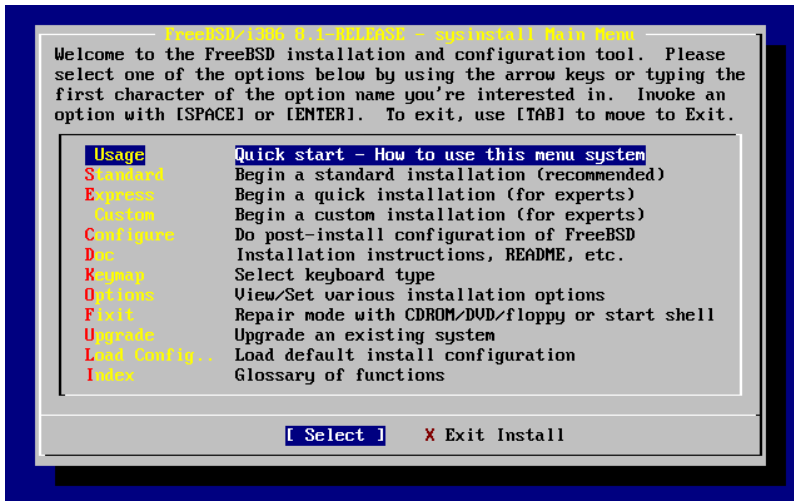 FreeBSD/i386 8.1-RELEASE - sysinstall Main Menu
Welcome to the FreeBSD installation and configuration tool.  Please
select one of the options below by using the arrow keys or typing the
first character of the option name you're interested in.  Invoke an
option with [SPACE] or [ENTER].  To exit, use [TAB] to move to Exit.
Usage Quick start - How to use this menu system
Standard Begin a standard installation (recommended)
Express Begin a quick installation (for experts)
Custom Begin a custom installation (for experts)
Configure Do post-install configuration of FreeBSD
Doc Installation instructions, README, etc.
Keymap Select keyboard type
Options View/Set various installation options
Fixit Repair mode with CDROM/DVD/floppy or start shell
Upgrade Upgrade an existing system
Load Config.. Load default install configuration
Index Glossary of functions
[ Select ] X Exit Install